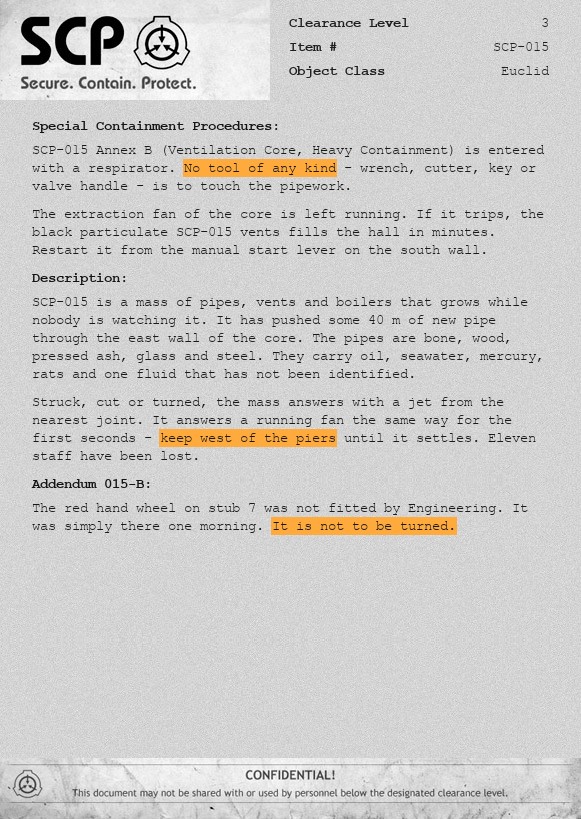 SCP
Secure. Contain. Protect.
Clearance Level 3
Item # SCP-015
Object Class Euclid
Special Containment Procedures:
SCP-015 Annex B (Ventilation Core, Heavy Containment) is entered
with a respirator. No tool of any kind – wrench, cutter, key or
valve handle – is to touch the pipework.
The extraction fan of the core is left running. If it trips, the
black particulate SCP-015 vents fills the hall in minutes.
Restart it from the manual start lever on the south wall.
Description:
SCP-015 is a mass of pipes, vents and boilers that grows while
nobody is watching it. It has pushed some 40 m of new pipe
through the east wall of the core. The pipes are bone, wood,
pressed ash, glass and steel. They carry oil, seawater, mercury,
rats and one fluid that has not been identified.
Struck, cut or turned, the mass answers with a jet from the
nearest joint. It answers a running fan the same way for the
first seconds – keep west of the piers until it settles. Eleven
staff have been lost.
Addendum 015-B:
The red hand wheel on stub 7 was not fitted by Engineering. It
was simply there one morning. It is not to be turned.
CONFIDENTIAL!
This document may not be shared with or used by personnel below the designated clearance level.